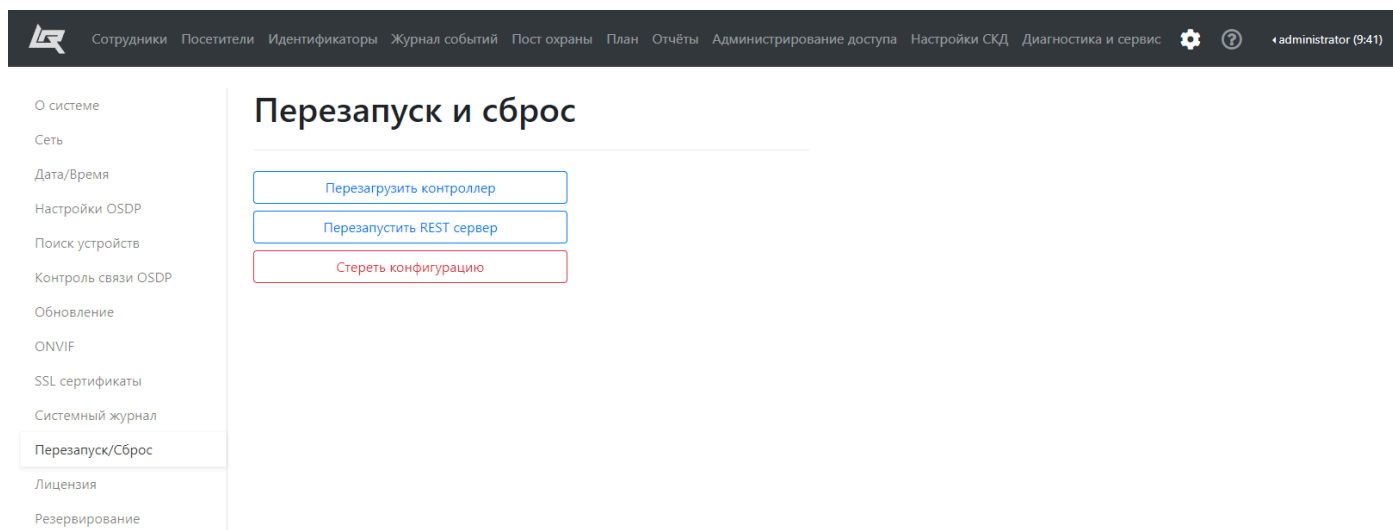 Сотрудники Посетители Идентификаторы Журнал событий Пост охраны План Отчёты Администрирование доступа Настройки СКД Диагностика и сервис administrator (9:41)
О системе
Сеть
Дата/Время
Настройки OSDP
Поиск устройств
Контроль связи OSDP
Обновление
ONVIF
SSL сертификаты
Системный журнал
Перезапуск/Сброс
Лицензия
Резервирование
Перезапуск и сброс
Перезагрузить контроллер
Перезапустить REST сервер
Стереть конфигурацию